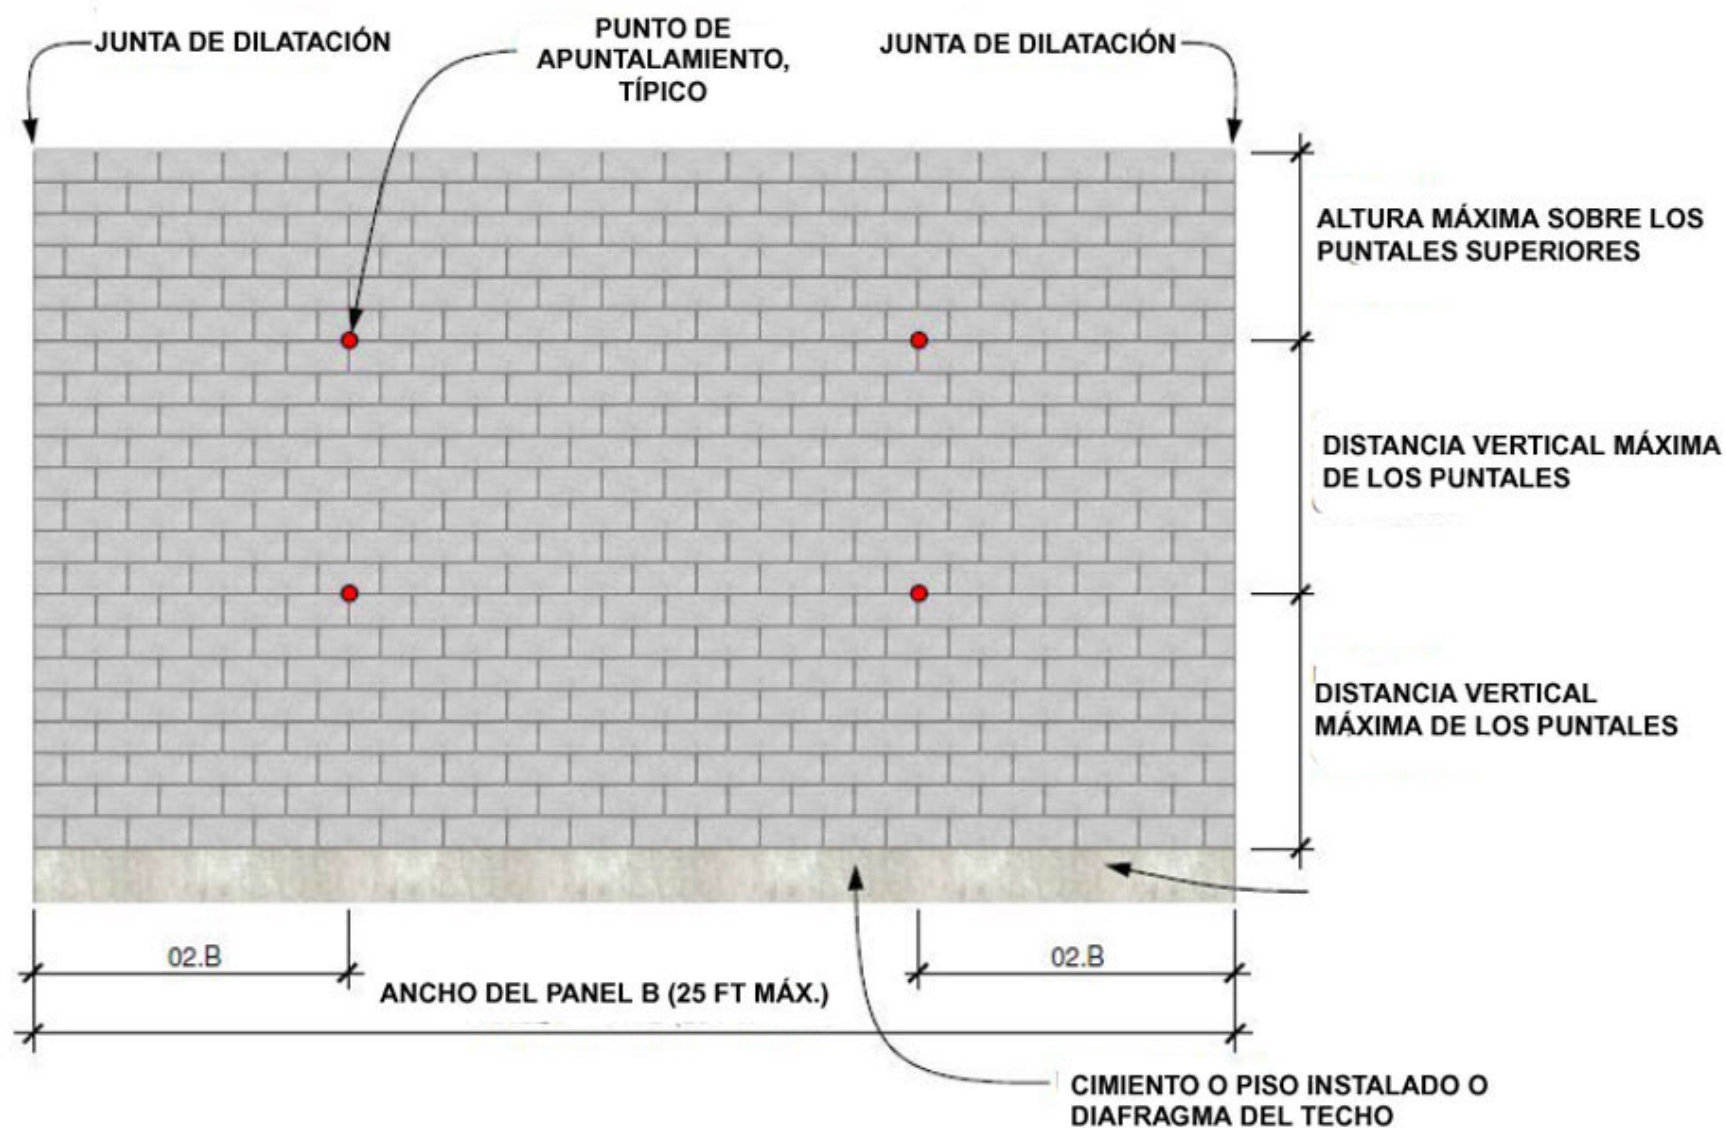 JUNTA DE DILATACIÓN
PUNTO DE
APUNTALAMIENTO,
TÍPICO
JUNTA DE DILATACIÓN
ALTURA MÁXIMA SOBRE LOS
PUNTALES SUPERIORES
DISTANCIA VERTICAL MÁXIMA
DE LOS PUNTALES
DISTANCIA VERTICAL
MÁXIMA DE LOS PUNTALES
02.B
02.B
ANCHO DEL PANEL B (25 FT MÁX.)
CIMIENTO O PISO INSTALADO O
DIAFRAGMA DEL TECHO